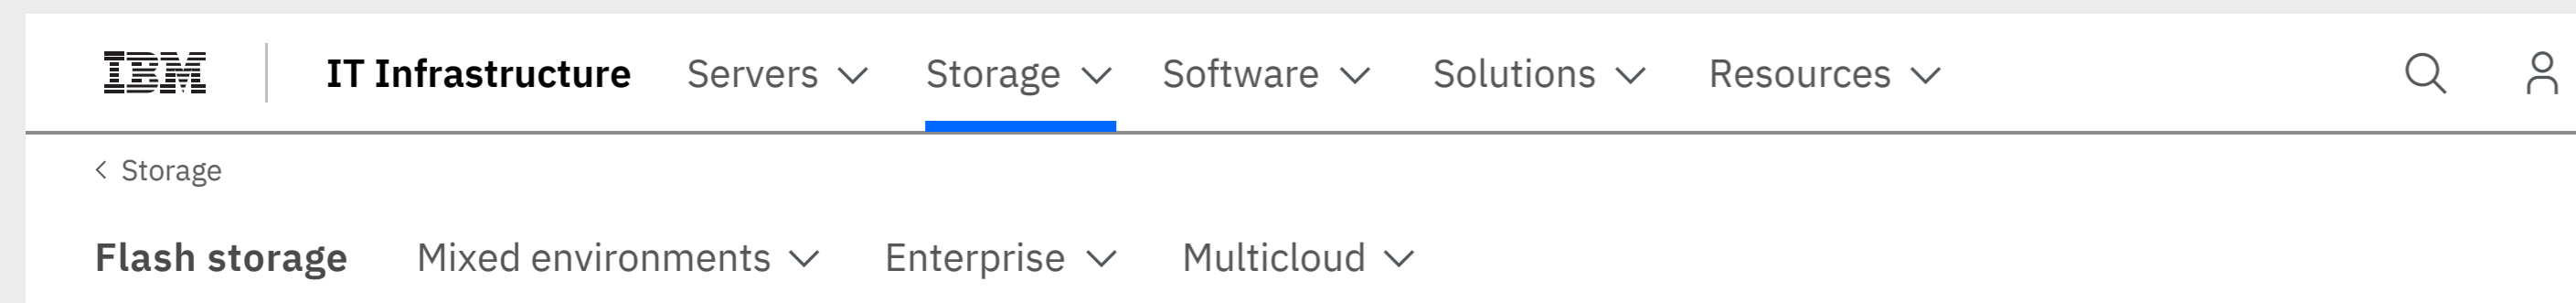 IBM IT Infrastructure Servers Storage Software Solutions Resources
Storage
Flash storage Mixed environments Enterprise Multicloud